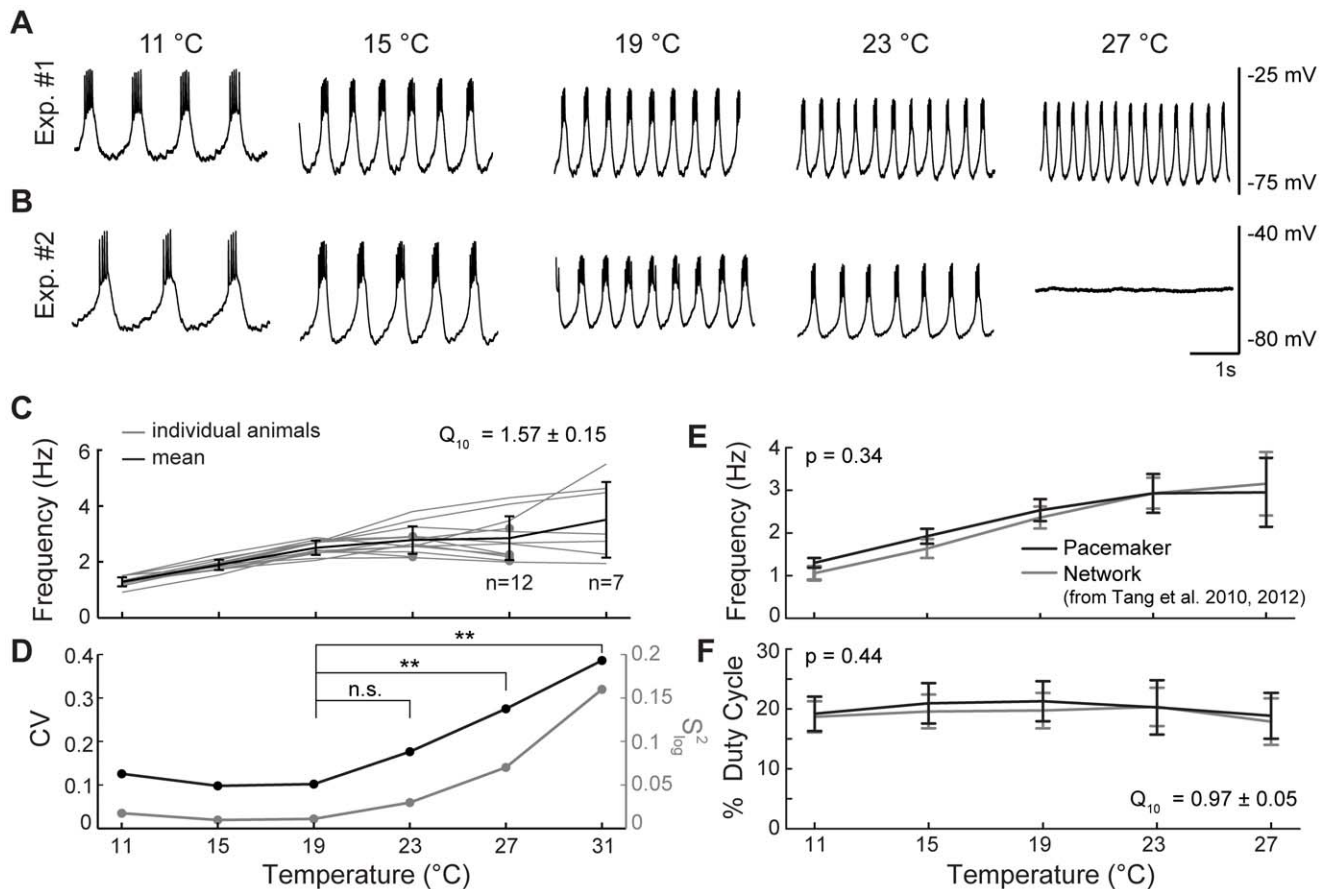 A
11 °C 15 °C 19 °C 23 °C 27 °C
Exp. #1
-25 mV
-75 mV
B
Exp. #2
-40 mV
-80 mV
1s
C
individual animals
mean
Q10 = 1.57 ± 0.15
Frequency (Hz)
6
4
2
0
n=12
n=7
D
CV
0.4
0.3
0.2
0.1
0
n.s.
**
**
0.2
0.15
0.1
0.05
0
S2log
11 15 19 23 27 31
Temperature (°C)
E
p = 0.34
Frequency (Hz)
4
3
2
1
0
Pacemaker
Network
(from Tang et al. 2010, 2012)
F
p = 0.44
% Duty Cycle
30
20
10
0
Q10 = 0.97 ± 0.05
11 15 19 23 27
Temperature (°C)